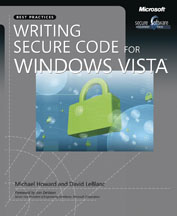 BEST PRACTICES
Microsoft
WRITING
SECURE CODE FOR
WINDOWS VISTA
Michael Howard and David LeBlanc